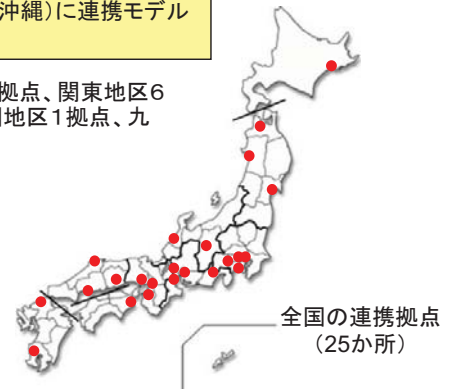 沖縄)に連携モデル
拠点、関東地区6
地区1拠点、九
全国の連携拠点
(25か所)